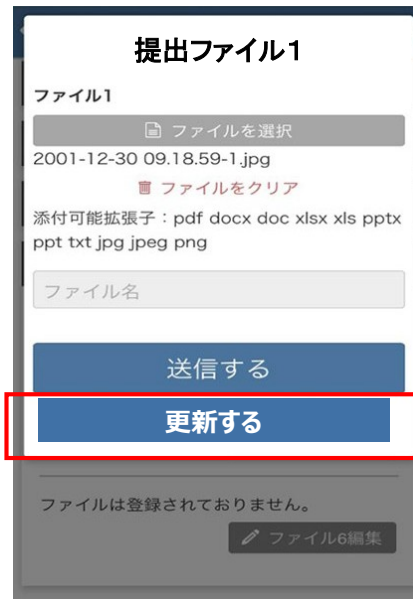 提出ファイル1
ファイル1
ファイルを選択
2001-12-30 09.18.59-1.jpg
ファイルをクリア
添付可能拡張子：pdf docx doc xlsx xls pptx
ppt txt jpg jpeg png
ファイル名
送信する
更新する
ファイルは登録されておりません。
ファイル6編集